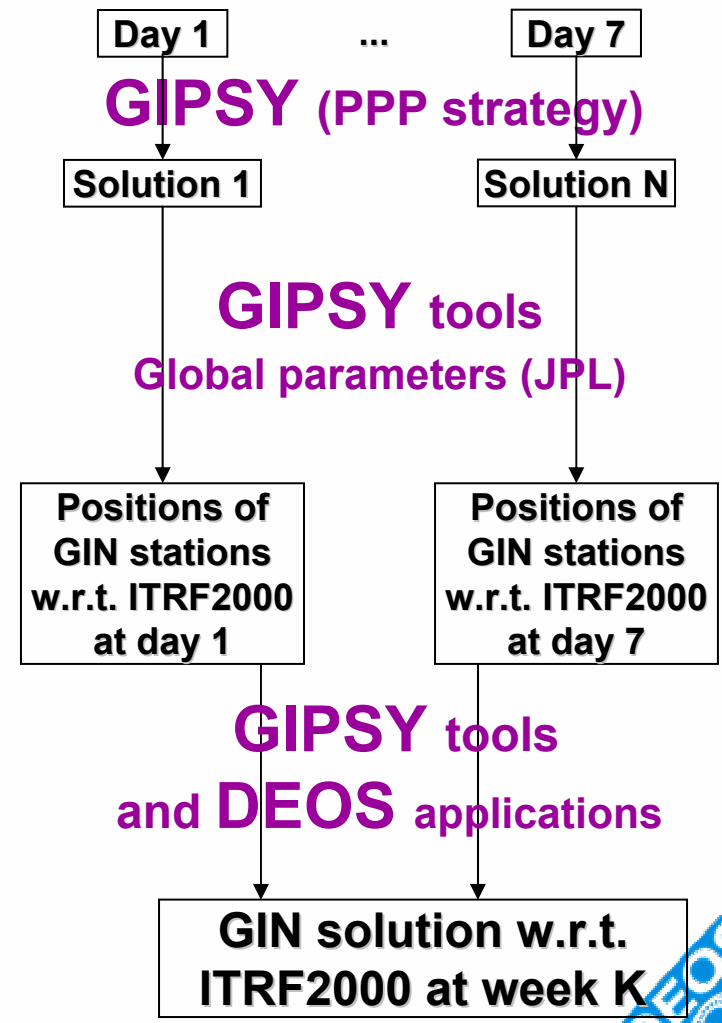 Day 1 ... Day 7
GIPSY (PPP strategy)
Solution 1 Solution N
GIPSY tools
Global parameters (JPL)
Positions of
GIN stations
w.r.t. ITRF2000
at day 1
Positions of
GIN stations
w.r.t. ITRF2000
at day 7
GIPSY tools
and DEOS applications
GIN solution w.r.t.
ITRF2000 at week K
DEOS